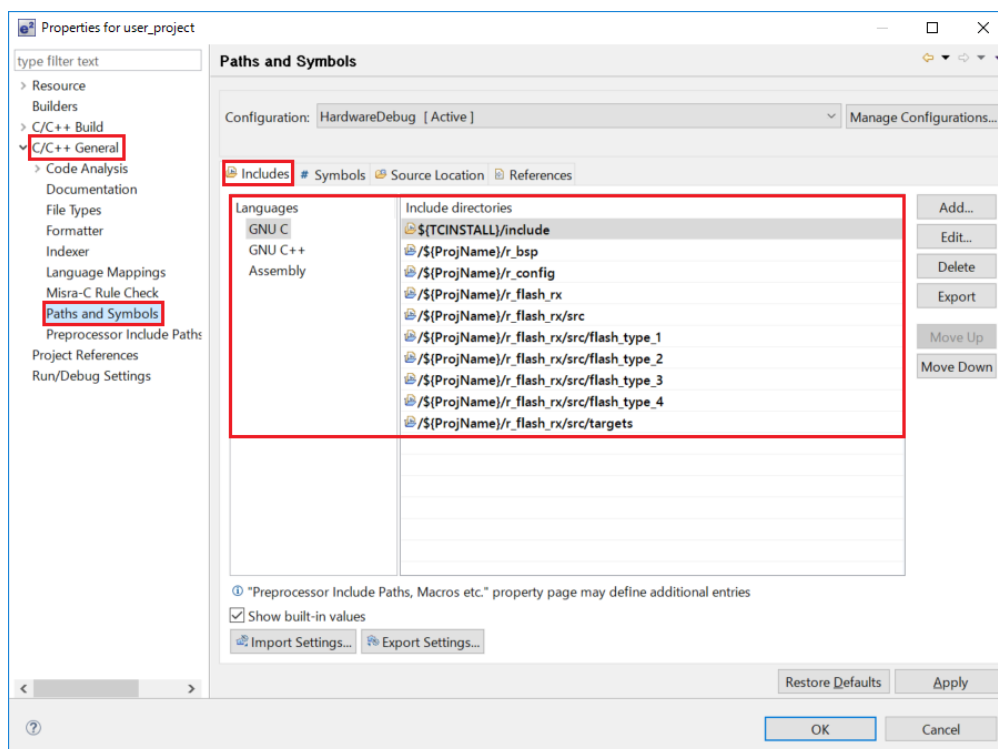 e² Properties for user_project
type filter text
Resource
Builders
C/C++ Build
C/C++ General
Code Analysis
Documentation
File Types
Formatter
Indexer
Language Mappings
Misra-C Rule Check
Paths and Symbols
Preprocessor Include Paths
Project References
Run/Debug Settings
Paths and Symbols
Configuration: HardwareDebug [ Active ] Manage Configurations...
Includes # Symbols Source Location References
Languages
GNU C
GNU C++
Assembly
Include directories
${TCINSTALL}/include
/${ProjName}/r_bsp
/${ProjName}/r_config
/${ProjName}/r_flash_rx
/${ProjName}/r_flash_rx/src
/${ProjName}/r_flash_rx/src/flash_type_1
/${ProjName}/r_flash_rx/src/flash_type_2
/${ProjName}/r_flash_rx/src/flash_type_3
/${ProjName}/r_flash_rx/src/flash_type_4
/${ProjName}/r_flash_rx/src/targets
Add...
Edit...
Delete
Export
Move Up
Move Down
"Preprocessor Include Paths, Macros etc." property page may define additional entries
Show built-in values
Import Settings... Export Settings...
Restore Defaults Apply
? OK Cancel